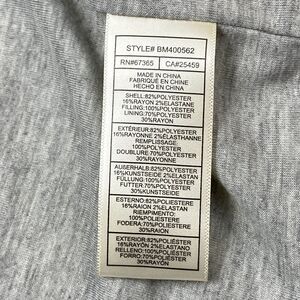 STYLE# BM400562
RN#67365 CA#25459
MADE IN CHINA
FABRIQUÉ EN CHINE
HECHO EN CHINA
SHELL:82%POLYESTER
16%RAYON 2%ELASTANE
FILLING:100%POLYESTER
LINING:70%POLYESTER
30%RAYON
EXTÉRIEUR:82%POLYESTER
16%RAYONNE 2%ÉLASTHANNE
REMPLISSAGE:
100%POLYESTER
DOUBLURE:70%POLYESTER
30%RAYONNE
AUẞERHALB:82%POLYESTER
16%KUNSTSEIDE 2%ELASTAN
FÜLLUNG:100%POLYESTER
FUTTER:70%POLYESTER
30%KUNSTSEIDE
ESTERNO:82%POLIESTERE
16%RAION 2%ELASTAN
RIEMPIMENTO:
100%POLIESTERE
FODERA:70%POLIESTERE
30%RAION
EXTERIOR:82%POLIÉSTER
16%RAYÓN 2%ELASTANO
RELLENO:100%POLIÉSTER
FORRO:70%POLIÉSTER
30%RAYÓN